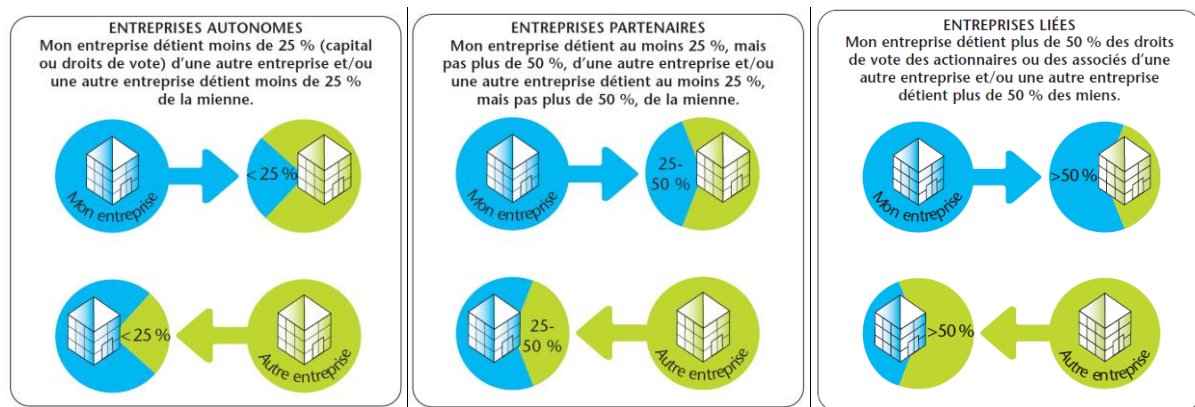 ENTREPRISES AUTONOMES
Mon entreprise détient moins de 25 % (capital
ou droits de vote) d'une autre entreprise et/ou
une autre entreprise détient moins de 25 %
de la mienne.
< 25 %
Mon entreprise
< 25 %
Autre entreprise
ENTREPRISES PARTENAIRES
Mon entreprise détient au moins 25 %, mais
pas plus de 50 %, d'une autre entreprise et/ou
une autre entreprise détient au moins 25 %,
mais pas plus de 50 %, de la mienne.
25-
50 %
Mon entreprise
25-
50 %
Autre entreprise
ENTREPRISES LIÉES
Mon entreprise détient plus de 50 % des droits
de vote des actionnaires ou des associés d'une
autre entreprise et/ou une autre entreprise
détient plus de 50 % des miens.
>50 %
Mon entreprise
>50 %
Autre entreprise